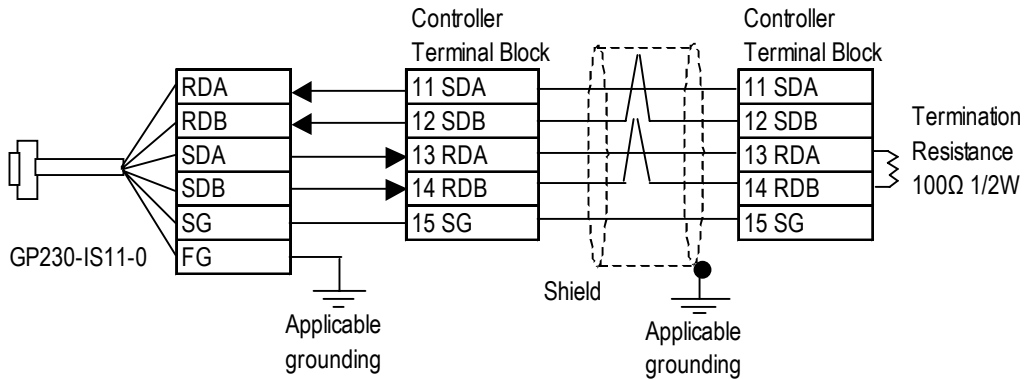 Controller
Terminal Block
Controller
Terminal Block
RDA
RDB
SDA
SDB
SG
FG
GP230-IS11-0
11 SDA
12 SDB
13 RDA
14 RDB
15 SG
11 SDA
12 SDB
13 RDA
14 RDB
15 SG
Termination
Resistance
100Ω 1/2W
Shield
Applicable
grounding
Applicable
grounding